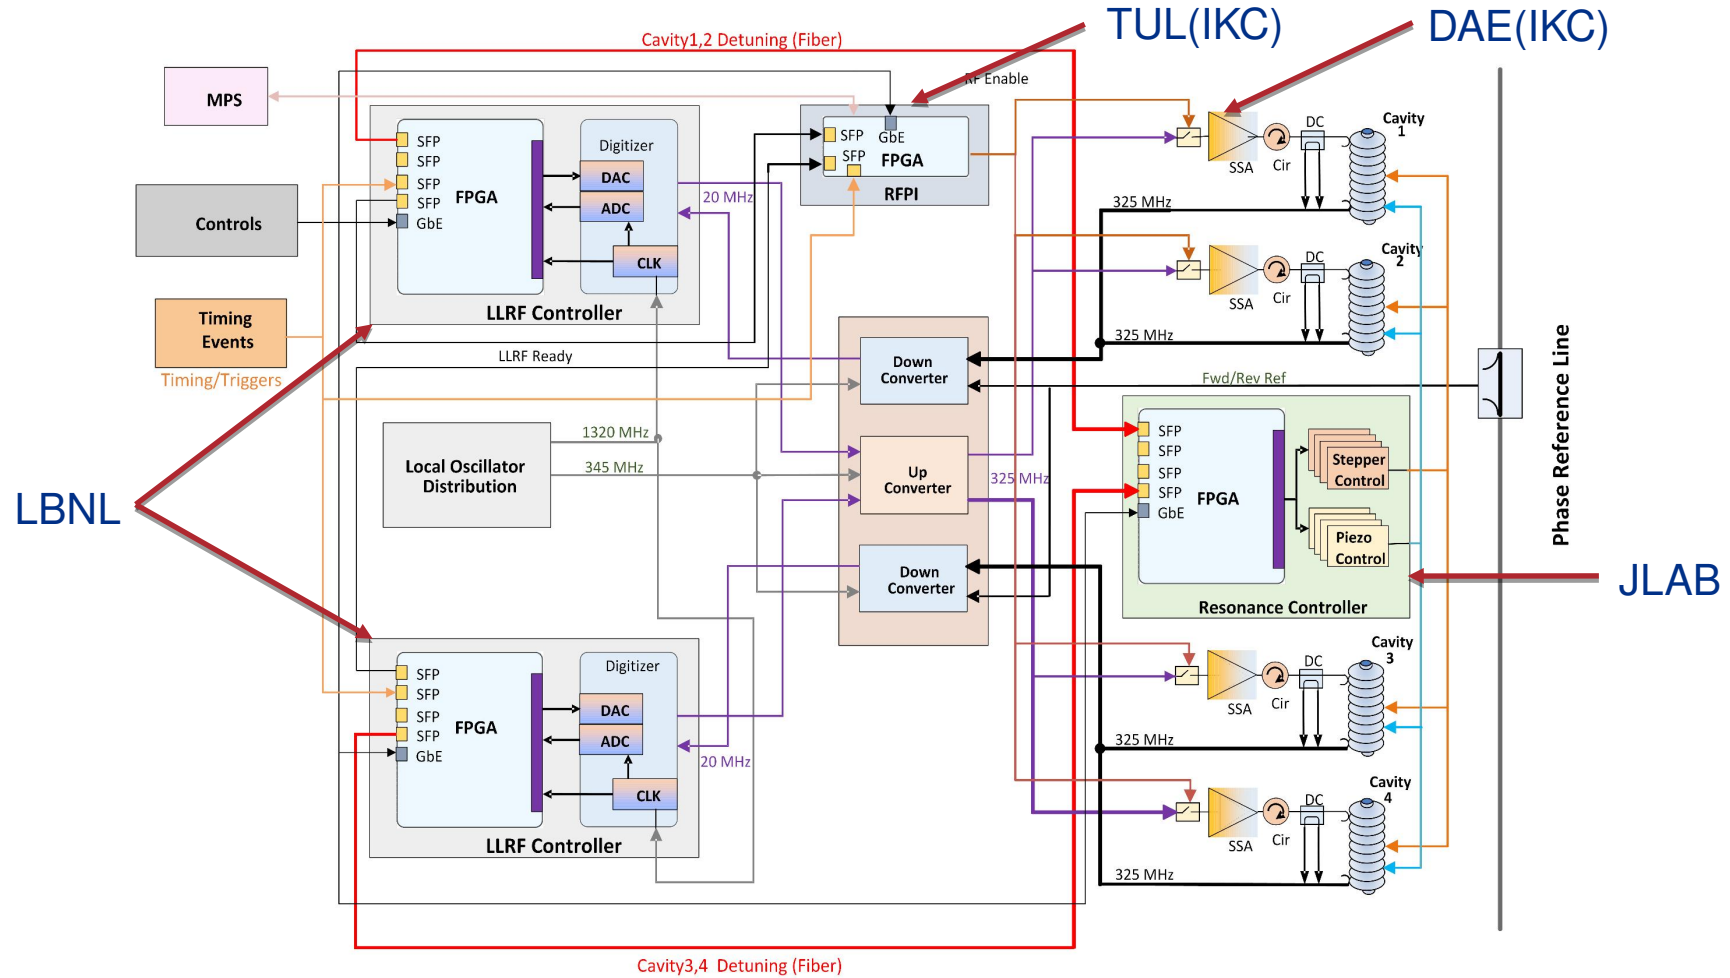 TUL(IKC)
DAE(IKC)
Cavity1,2 Detuning (Fiber)
RF Enable
MPS
SFP
SFP
SFP
SFP
GbE
FPGA
Digitizer
DAC
ADC
CLK
LLRF Controller
20 MHz
SFP
SFP
GbE
FPGA
RFPI
SSA
Cir
DC
Cavity
1
325 MHz
Controls
SSA
Cir
DC
Cavity
2
325 MHz
Timing
Events
Timing/Triggers
LLRF Ready
Down
Converter
Fwd/Rev Ref
Phase Reference Line
1320 MHz
345 MHz
Local Oscillator
Distribution
Up
Converter
325 MHz
SFP
SFP
SFP
SFP
GbE
FPGA
Stepper
Control
Piezo
Control
Resonance Controller
LBNL
JLAB
Down
Converter
SFP
SFP
SFP
SFP
GbE
FPGA
Digitizer
DAC
ADC
CLK
LLRF Controller
20 MHz
SSA
Cir
DC
Cavity
3
325 MHz
SSA
Cir
DC
Cavity
4
325 MHz
Cavity3,4 Detuning (Fiber)